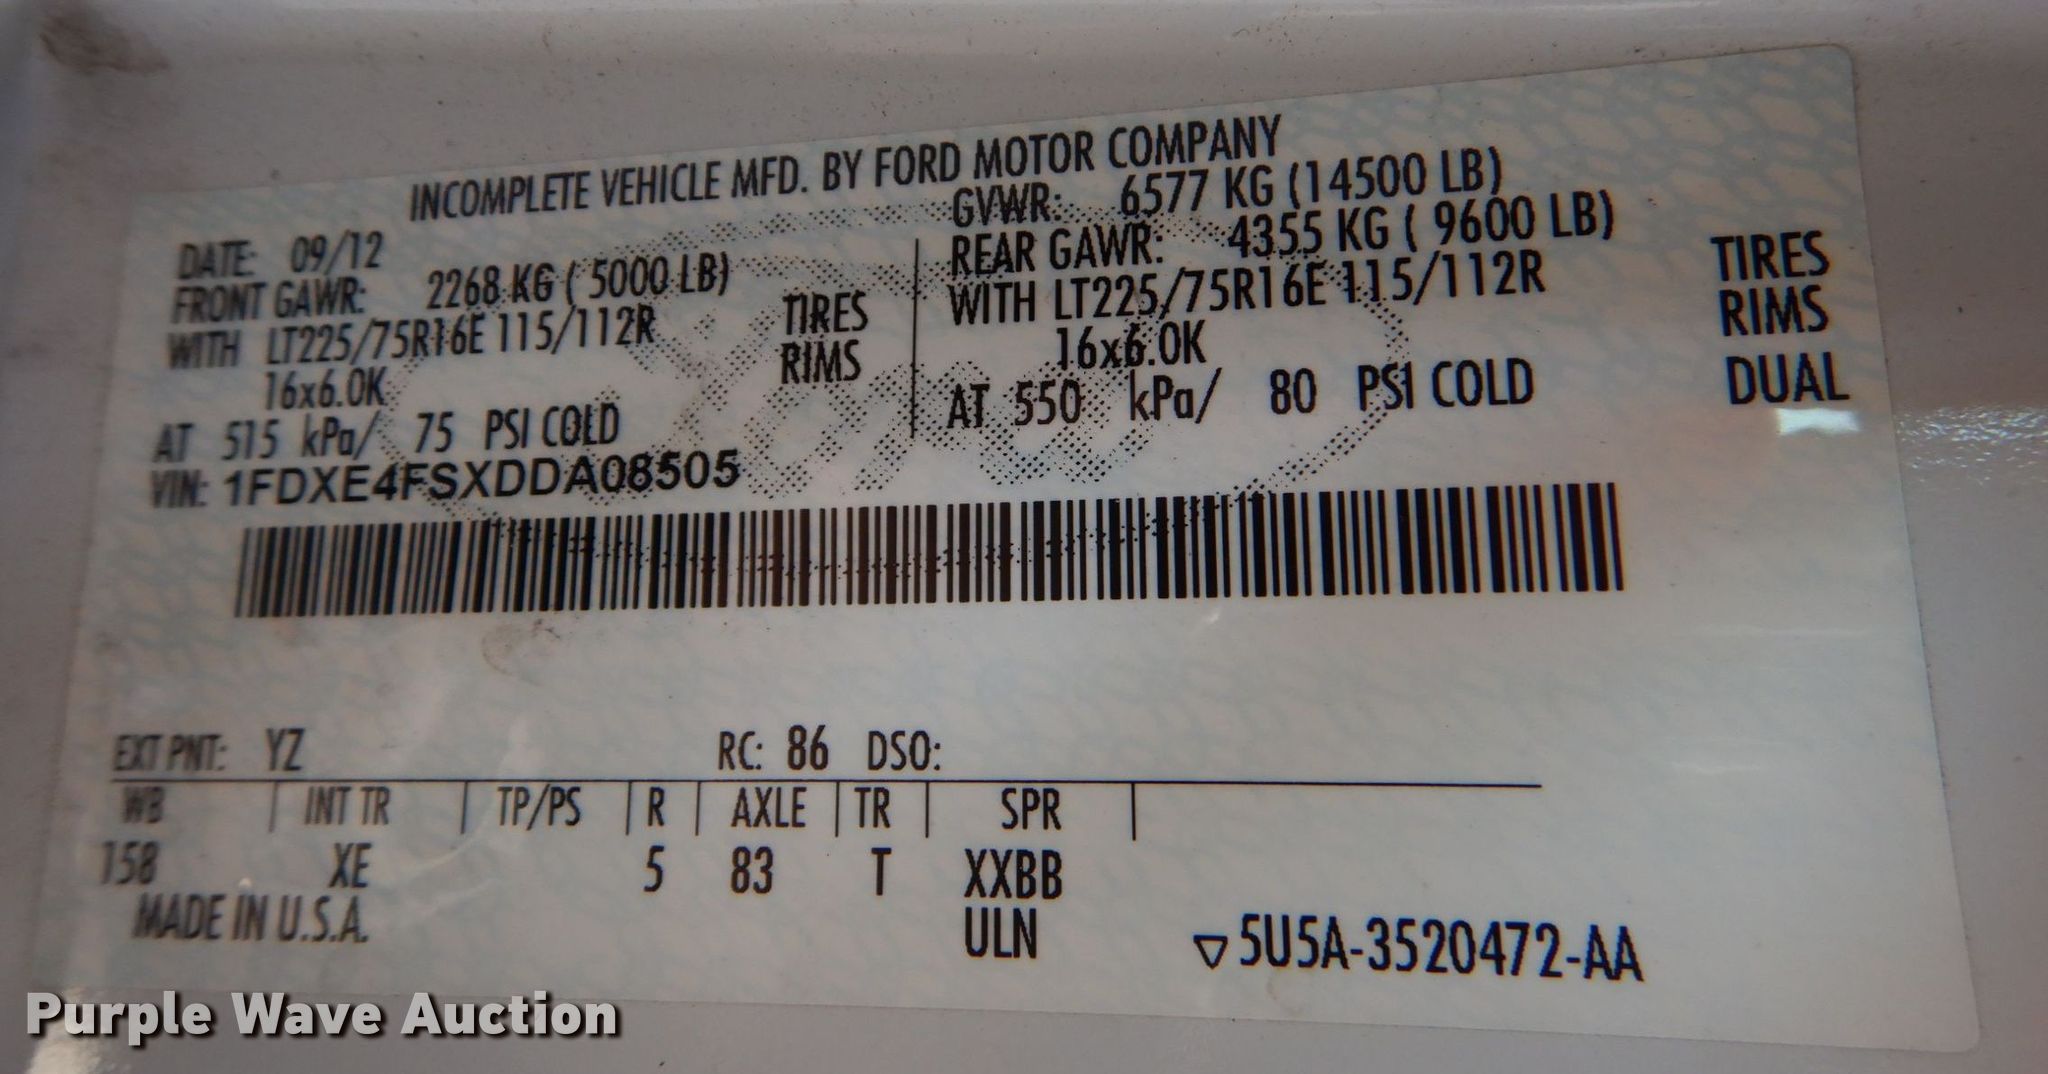 INCOMPLETE VEHICLE MFD. BY FORD MOTOR COMPANY
DATE: 09/12
GVWR: 6577 KG (14500 LB)
FRONT GAWR: 2268 KG ( 5000 LB)
WITH LT225/75R16E 115/112R TIRES
16x6.0K RIMS
AT 515 kPa/ 75 PSI COLD
REAR GAWR: 4355 KG ( 9600 LB)
WITH LT225/75R16E 115/112R TIRES
16x6.0K RIMS
AT 550 kPa/ 80 PSI COLD DUAL
VIN: 1FDXE4FSXDDA08505
EXT PNT: YZ RC: 86 DSO:
WB INT TR TP/PS R AXLE TR SPR
158 XE 5 83 T XXBB
MADE IN U.S.A. ULN
▽5U5A-3520472-AA
Purple Wave Auction